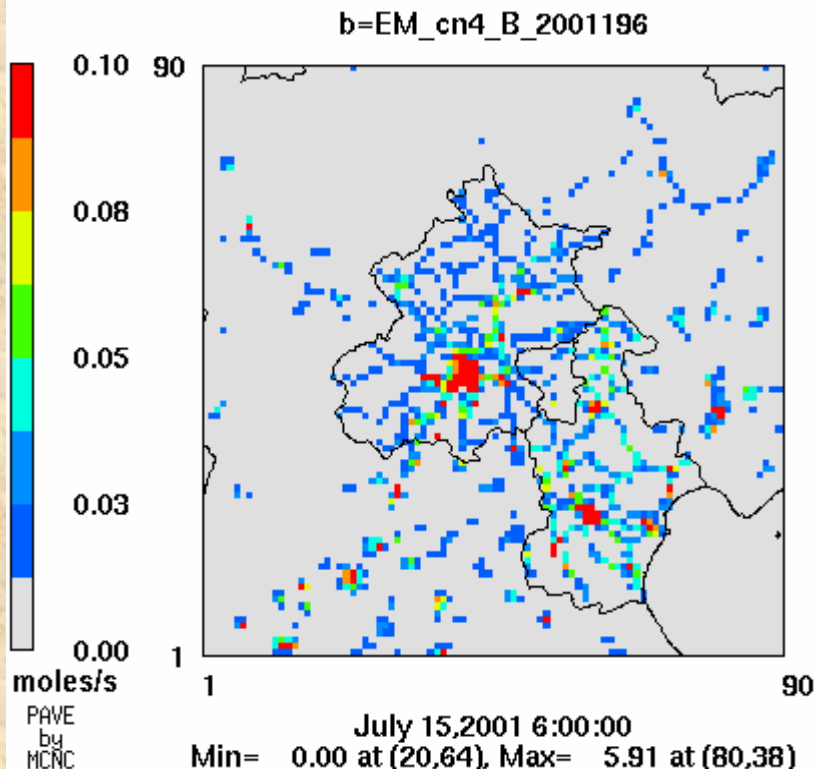 b=EM_cn4_B_2001196
0.10
0.08
0.05
0.03
0.00
moles/s
90
1
1
90
PAVE
by
MCNC
July 15,2001 6:00:00
Min= 0.00 at (20,64), Max= 5.91 at (80,38)